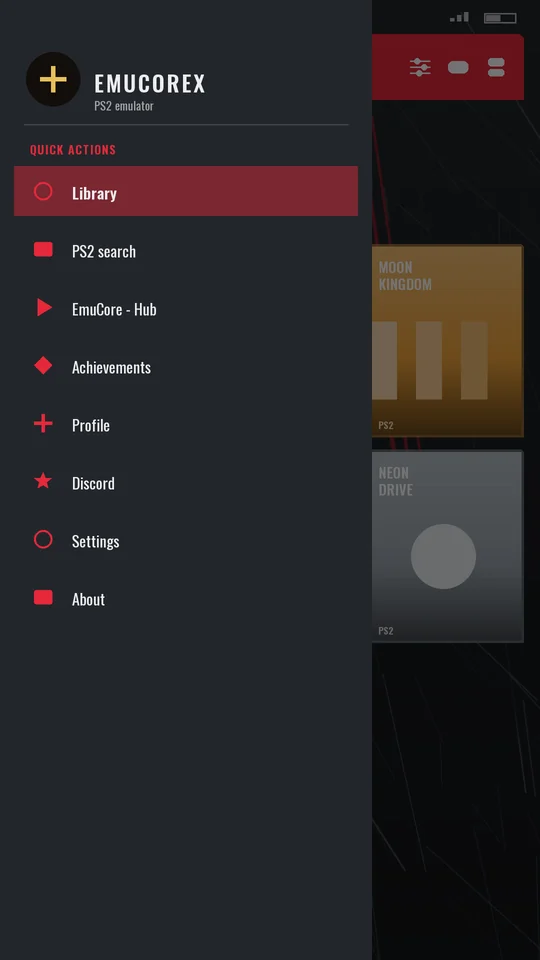 EMUCOREX
PS2 emulator
QUICK ACTIONS
Library
PS2 search
EmuCore - Hub
Achievements
Profile
Discord
Settings
About
MOON
KINGDOM
PS2
NEON
DRIVE
PS2